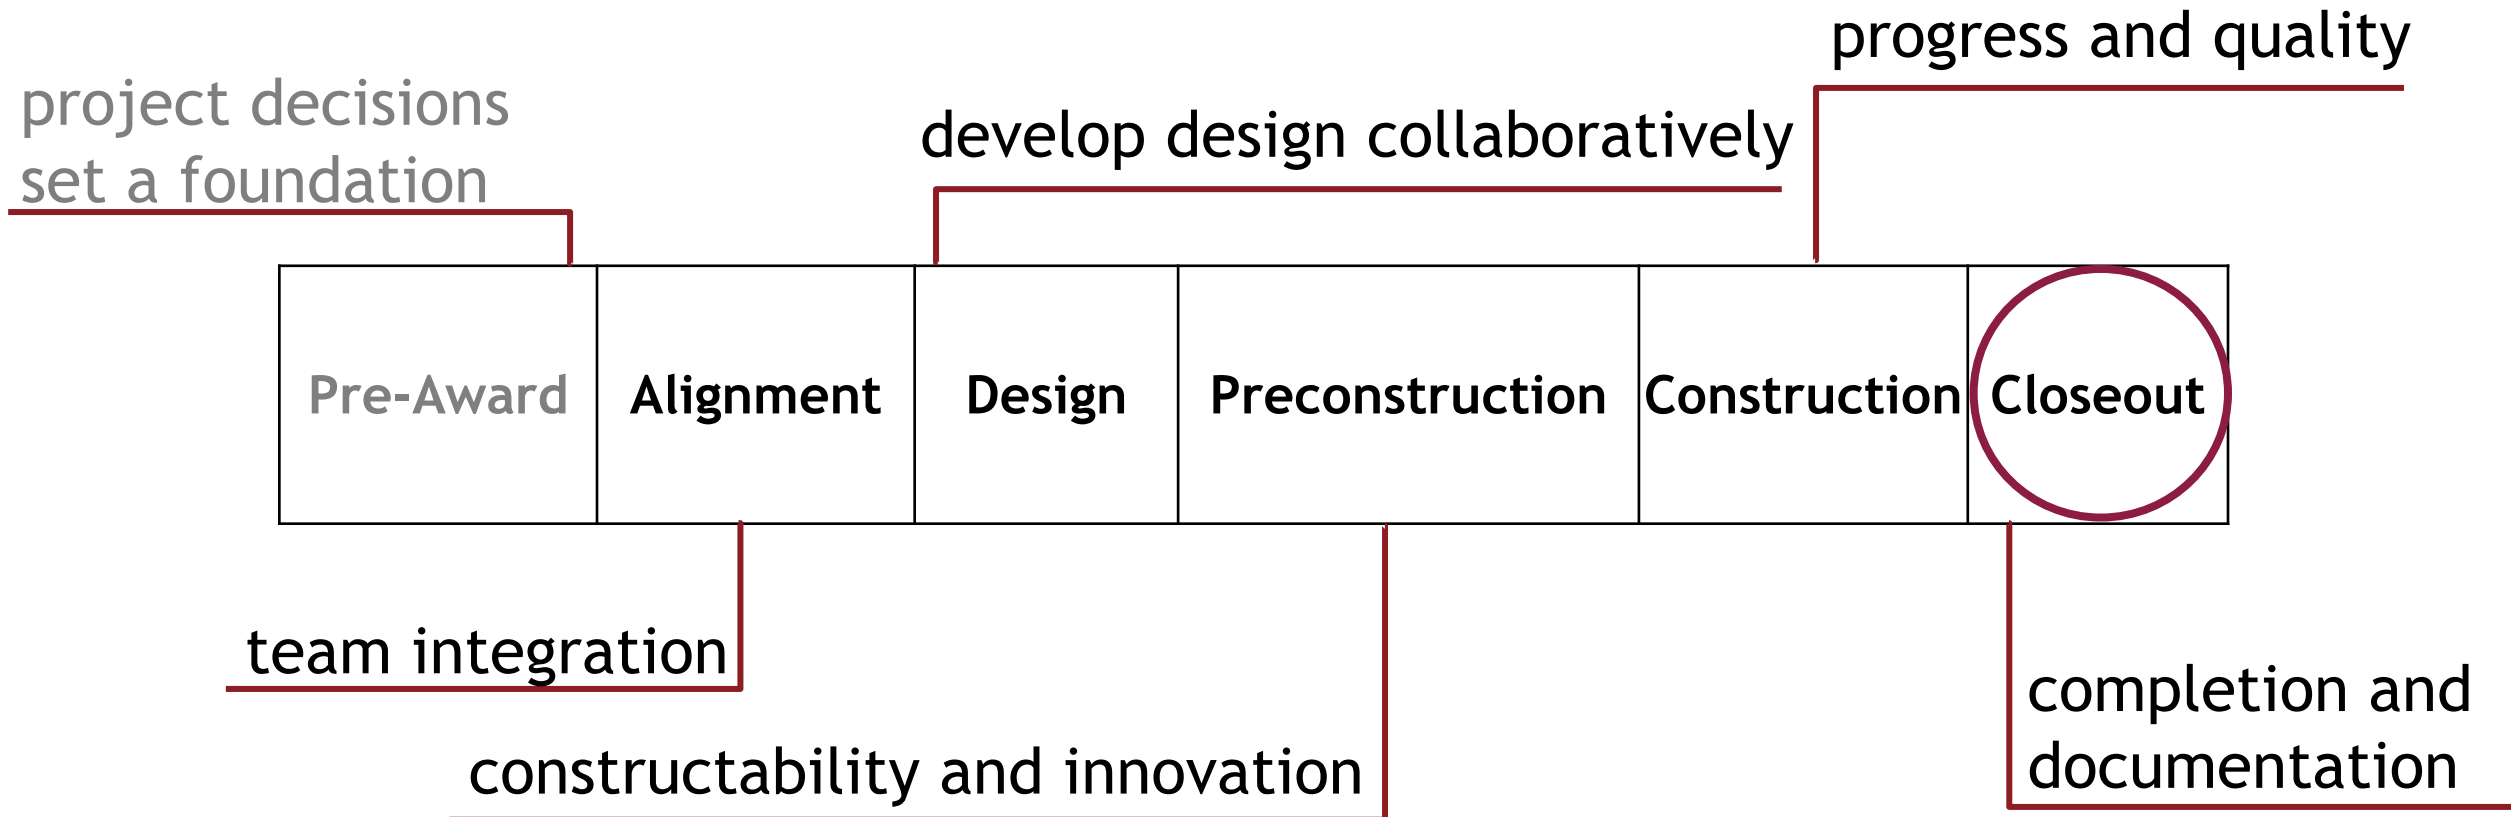 progress and quality
project decisions
set a foundation
develop design collaboratively
Pre-Award
Alignment
Design
Preconstruction
Construction
Closeout
team integration
constructability and innovation
completion and
documentation